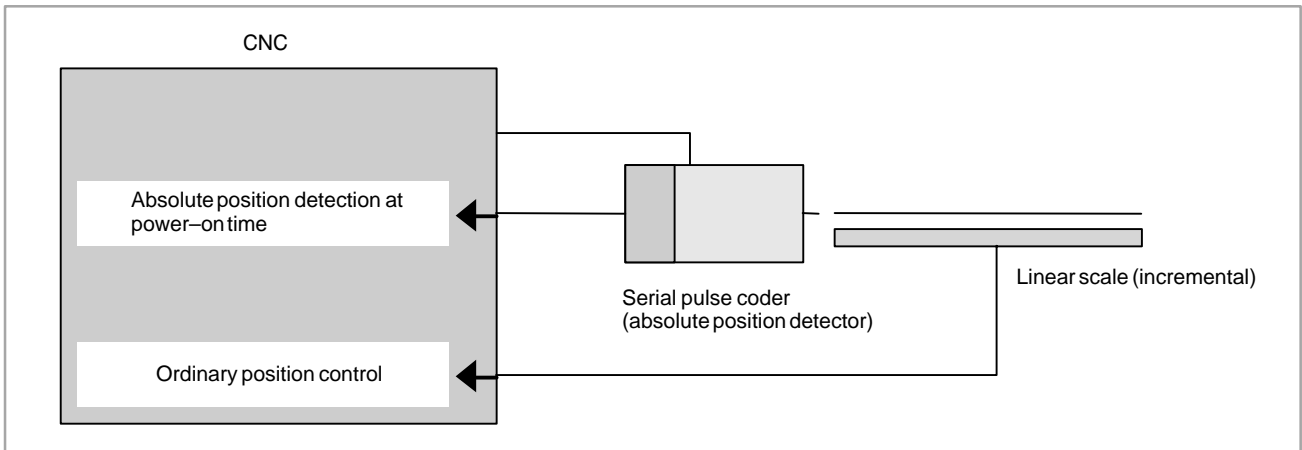 CNC
Absolute position detection at
power–on time
Serial pulse coder
(absolute position detector)
Linear scale (incremental)
Ordinary position control